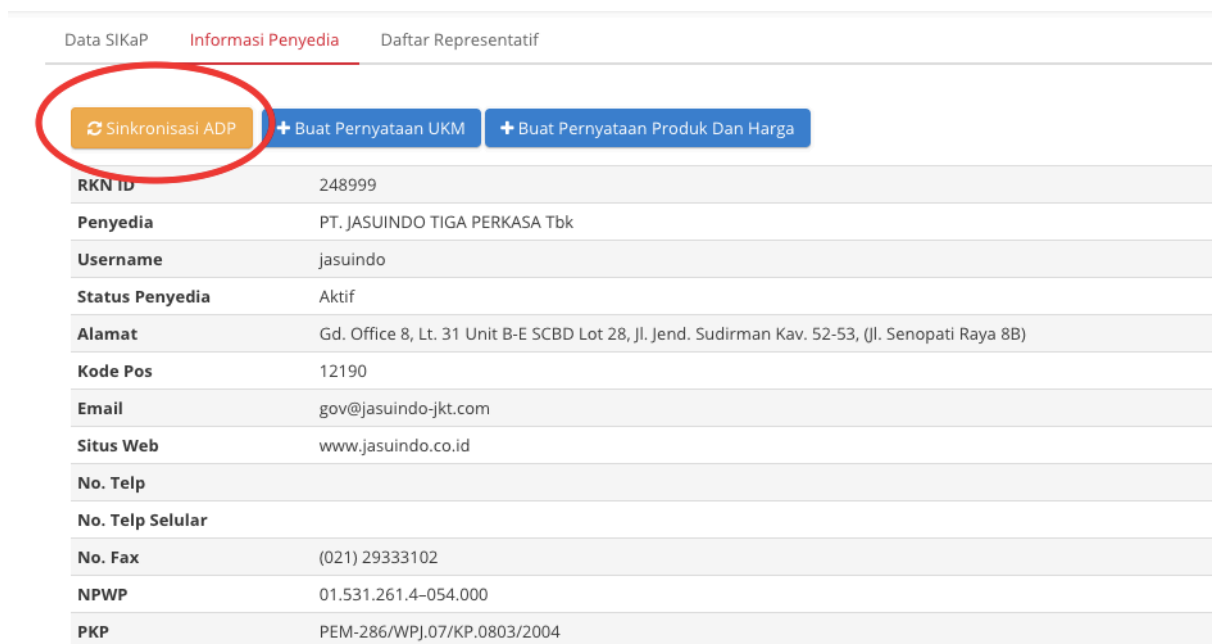 Data SIKaP Informasi Penyedia Daftar Representatif
Sinkronisasi ADP + Buat Pernyataan UKM + Buat Pernyataan Produk Dan Harga
RKN ID 248999
Penyedia PT. JASUINDO TIGA PERKASA Tbk
Username jasuindo
Status Penyedia Aktif
Alamat Gd. Office 8, Lt. 31 Unit B-E SCBD Lot 28, Jl. Jend. Sudirman Kav. 52-53, (Jl. Senopati Raya 8B)
Kode Pos 12190
Email gov@jasuindo-jkt.com
Situs Web www.jasuindo.co.id
No. Telp
No. Telp Selular
No. Fax (021) 29333102
NPWP 01.531.261.4–054.000
PKP PEM-286/WPJ.07/KP.0803/2004